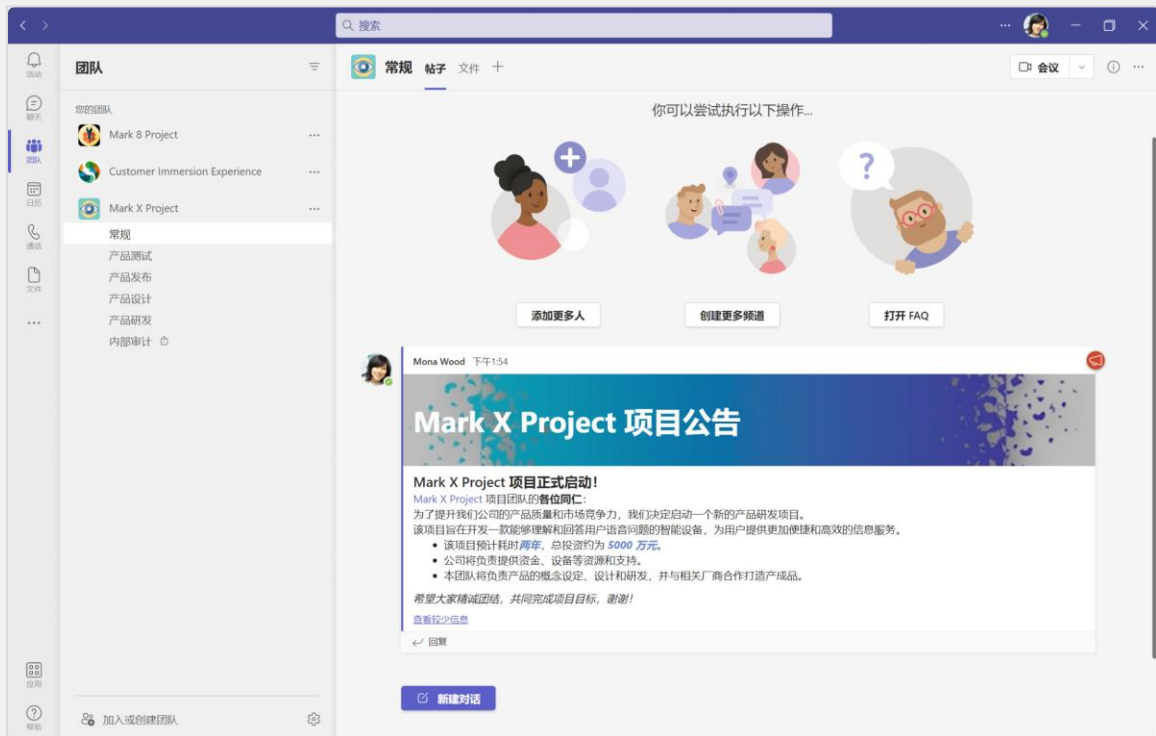 搜索
活动
聊天
团队
日历
通话
文件
应用
帮助
团队
您的团队
Mark 8 Project
Customer Immersion Experience
Mark X Project
常规
产品测试
产品发布
产品设计
产品研发
内部审计
加入或创建团队
常规 帖子 文件
会议
你可以尝试执行以下操作...
添加更多人
创建更多频道
打开 FAQ
Mona Wood 下午1:54
Mark X Project 项目公告
Mark X Project 项目正式启动！
Mark X Project 项目团队的各位同仁：
为了提升我们公司的产品质量和市场竞争力，我们决定启动一个新的产品研发项目。
该项目旨在开发一款能够理解和回答用户语音问题的智能设备，为用户提供更加便捷和高效的信息服务。
• 该项目预计耗时两年，总投资约为 5000 万元。
• 公司将负责提供资金、设备等资源和支持。
• 本团队将负责产品的概念设定、设计和研发，并与相关厂商合作打造产成品。
希望大家精诚团结，共同完成项目目标，谢谢！
查看较少信息
回复
新建对话